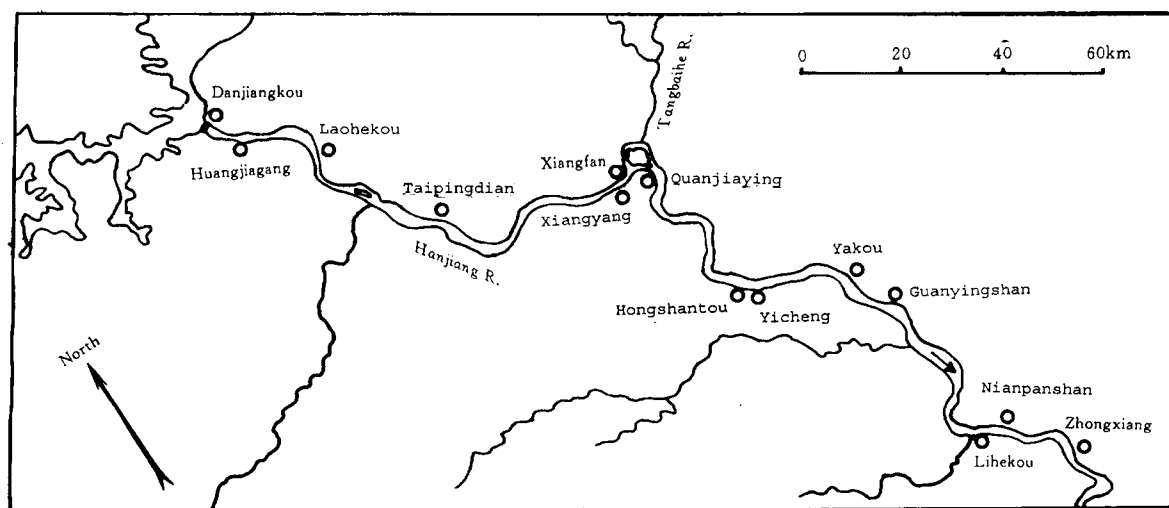 0 20 40 60km
Tangbaihe R.
Danjiangkou
Laohekou
Huangjiagang
Xiangfan
Taipingdian
Quanjiaying
Xiangyang
Hanjiang R.
Yakou
Guanyingshan
Hongshantou
Yicheng
North
Nianpanshan
Zhongxiang
Lihekou